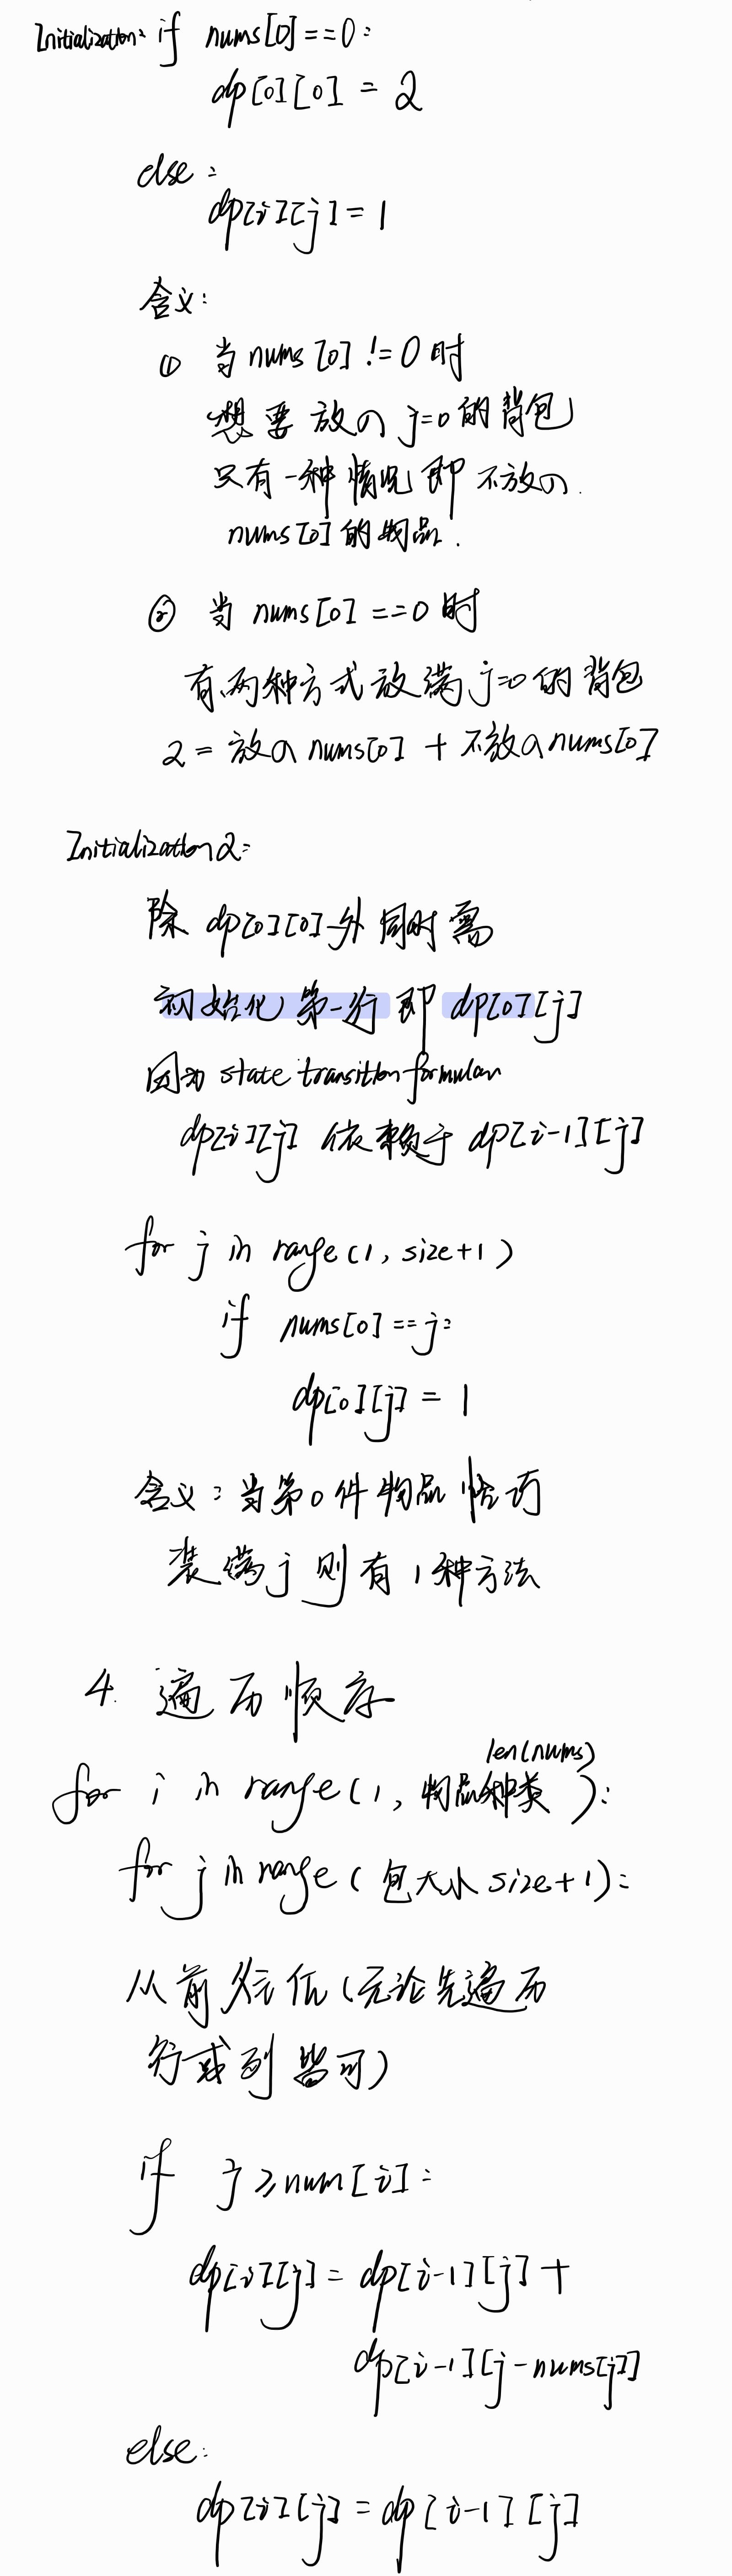 Initialization: if nums[0]==0:
dp[0][0] = 2
else:
dp[i][j]=1
含义:
① 当 nums[0] != 0 时
想要放入 j=0 的背包
只有一种情况即不放入.
nums[0] 的物品.
② 当 nums[0] ==0 时
有两种方式放满 j=0 的背包
2 = 放入 nums[0] + 不放入 nums[0]
Initialization2:
除 dp[0][0] 外同时需
初始化第一行即 dp[0][j]
因为 state transition
dp[i][j] 依赖于 dp[i-1][j]
for j in range(1, size+1)
if nums[0]==j:
dp[0][j] = 1
含义: 当第0件物品恰巧
装满 j 则有1种方法
4. 遍历顺序
len(nums)
for i in range(1, 物品种类):
for j in range(包大小 size+1):
从前往后(无论先遍历
行或列皆可)
if j ≥ num[i]:
dp[i][j] = dp[i-1][j] +
dp[i-1][j-nums[j]]
else:
dp[i][j] = dp[i-1][j]